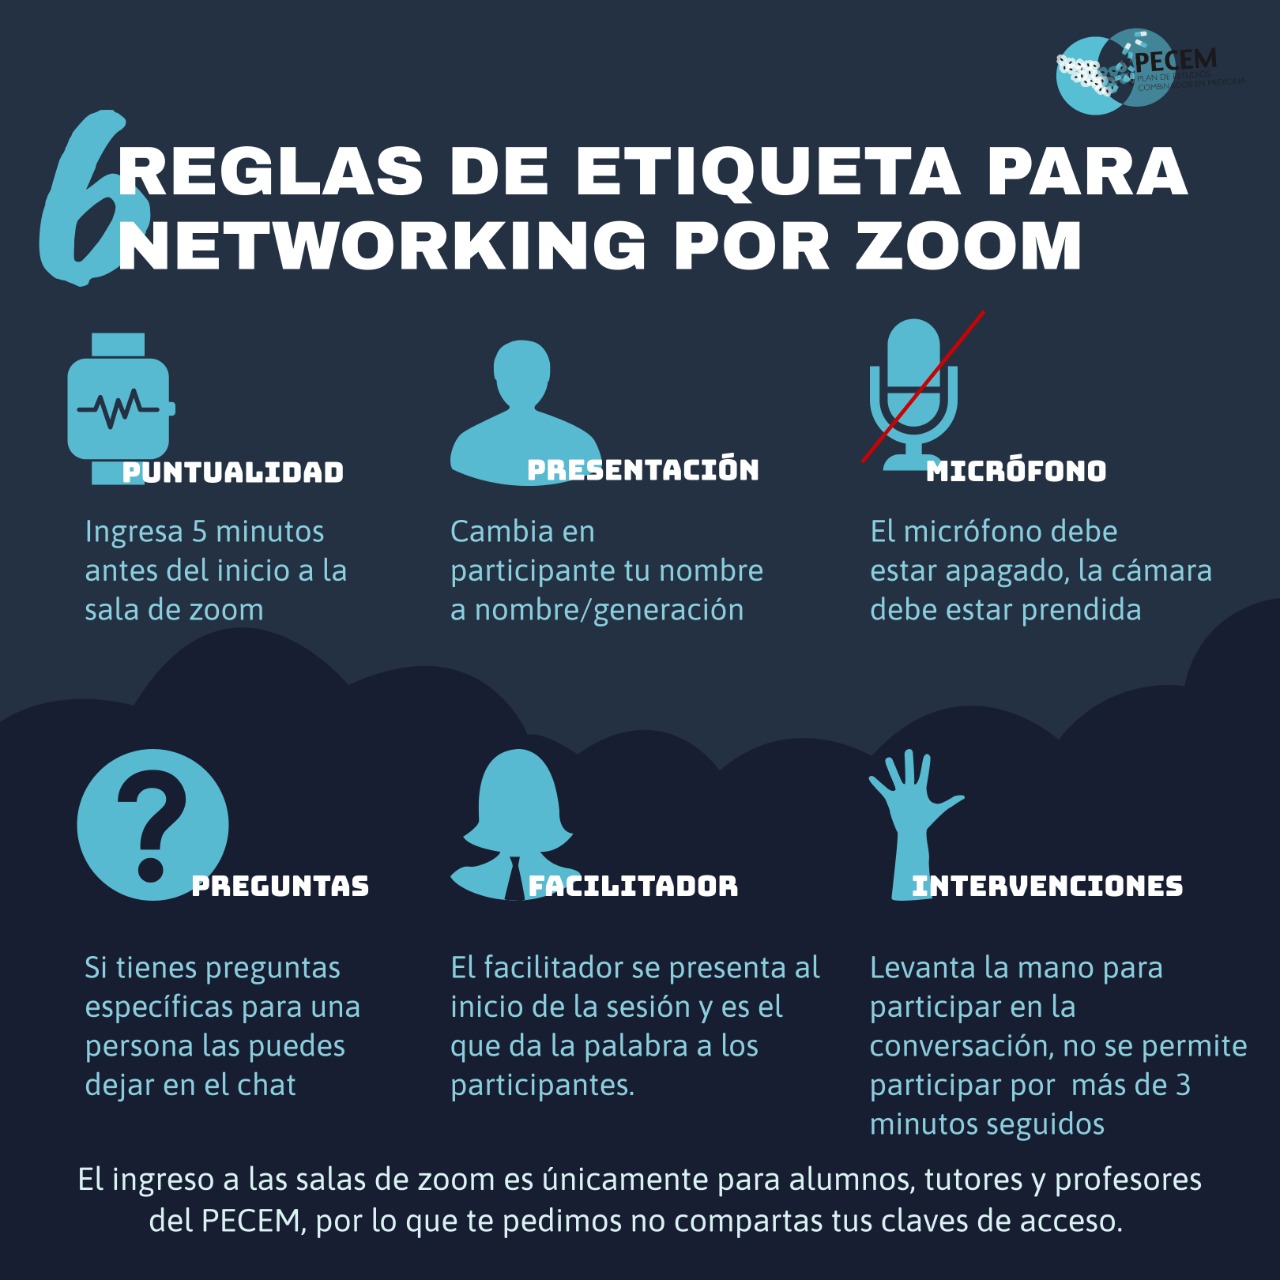 PECEM
PLAN DE ESTUDIOS
COMBINADOS EN MEDICINA
6 REGLAS DE ETIQUETA PARA
NETWORKING POR ZOOM
PUNTUALIDAD
Ingresa 5 minutos
antes del inicio a la
sala de zoom
PRESENTACIÓN
Cambia en
participante tu nombre
a nombre/generación
MICRÓFONO
El micrófono debe
estar apagado, la cámara
debe estar prendida
PREGUNTAS
Si tienes preguntas
específicas para una
persona las puedes
dejar en el chat
FACILITADOR
El facilitador se presenta al
inicio de la sesión y es el
que da la palabra a los
participantes.
INTERVENCIONES
Levanta la mano para
participar en la
conversación, no se permite
participar por  más de 3
minutos seguidos
El ingreso a las salas de zoom es únicamente para alumnos, tutores y profesores
del PECEM, por lo que te pedimos no compartas tus claves de acceso.